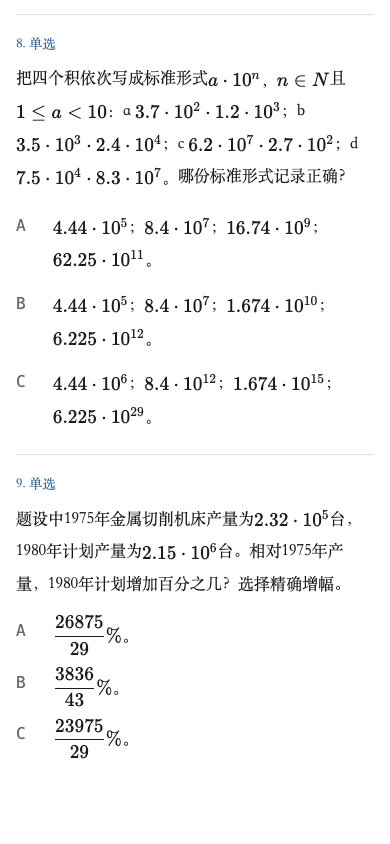 8. 单选
把四个积依次写成标准形式a · 10ⁿ，n ∈ N且
1 ≤ a < 10：a 3.7 · 10² · 1.2 · 10³；b
3.5 · 10³ · 2.4 · 10⁴；c 6.2 · 10⁷ · 2.7 · 10²；d
7.5 · 10⁴ · 8.3 · 10⁷。哪份标准形式记录正确？
A 4.44 · 10⁵；8.4 · 10⁷；16.74 · 10⁹；
62.25 · 10¹¹。
B 4.44 · 10⁵；8.4 · 10⁷；1.674 · 10¹⁰；
6.225 · 10¹²。
C 4.44 · 10⁶；8.4 · 10¹²；1.674 · 10¹⁵；
6.225 · 10²⁹。
9. 单选
题设中1975年金属切削机床产量为2.32 · 10⁵台，
1980年计划产量为2.15 · 10⁶台。相对1975年产
量，1980年计划增加百分之几？选择精确增幅。
A 26875/29 %。
B 3836/43 %。
C 23975/29 %。